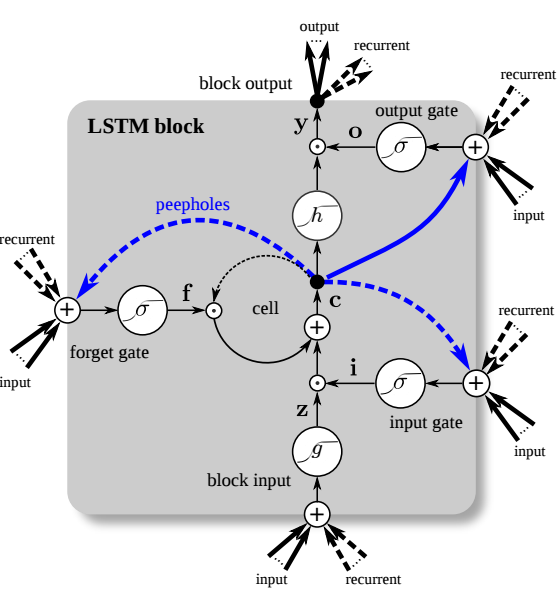 output
recurrent
block output
recurrent
output gate
LSTM block
y
o
σ
+
input
h
peepholes
recurrent
c
+
σ
f
cell
recurrent
+
forget gate
input
i
σ
+
z
input gate
g
input
block input
+
input
recurrent